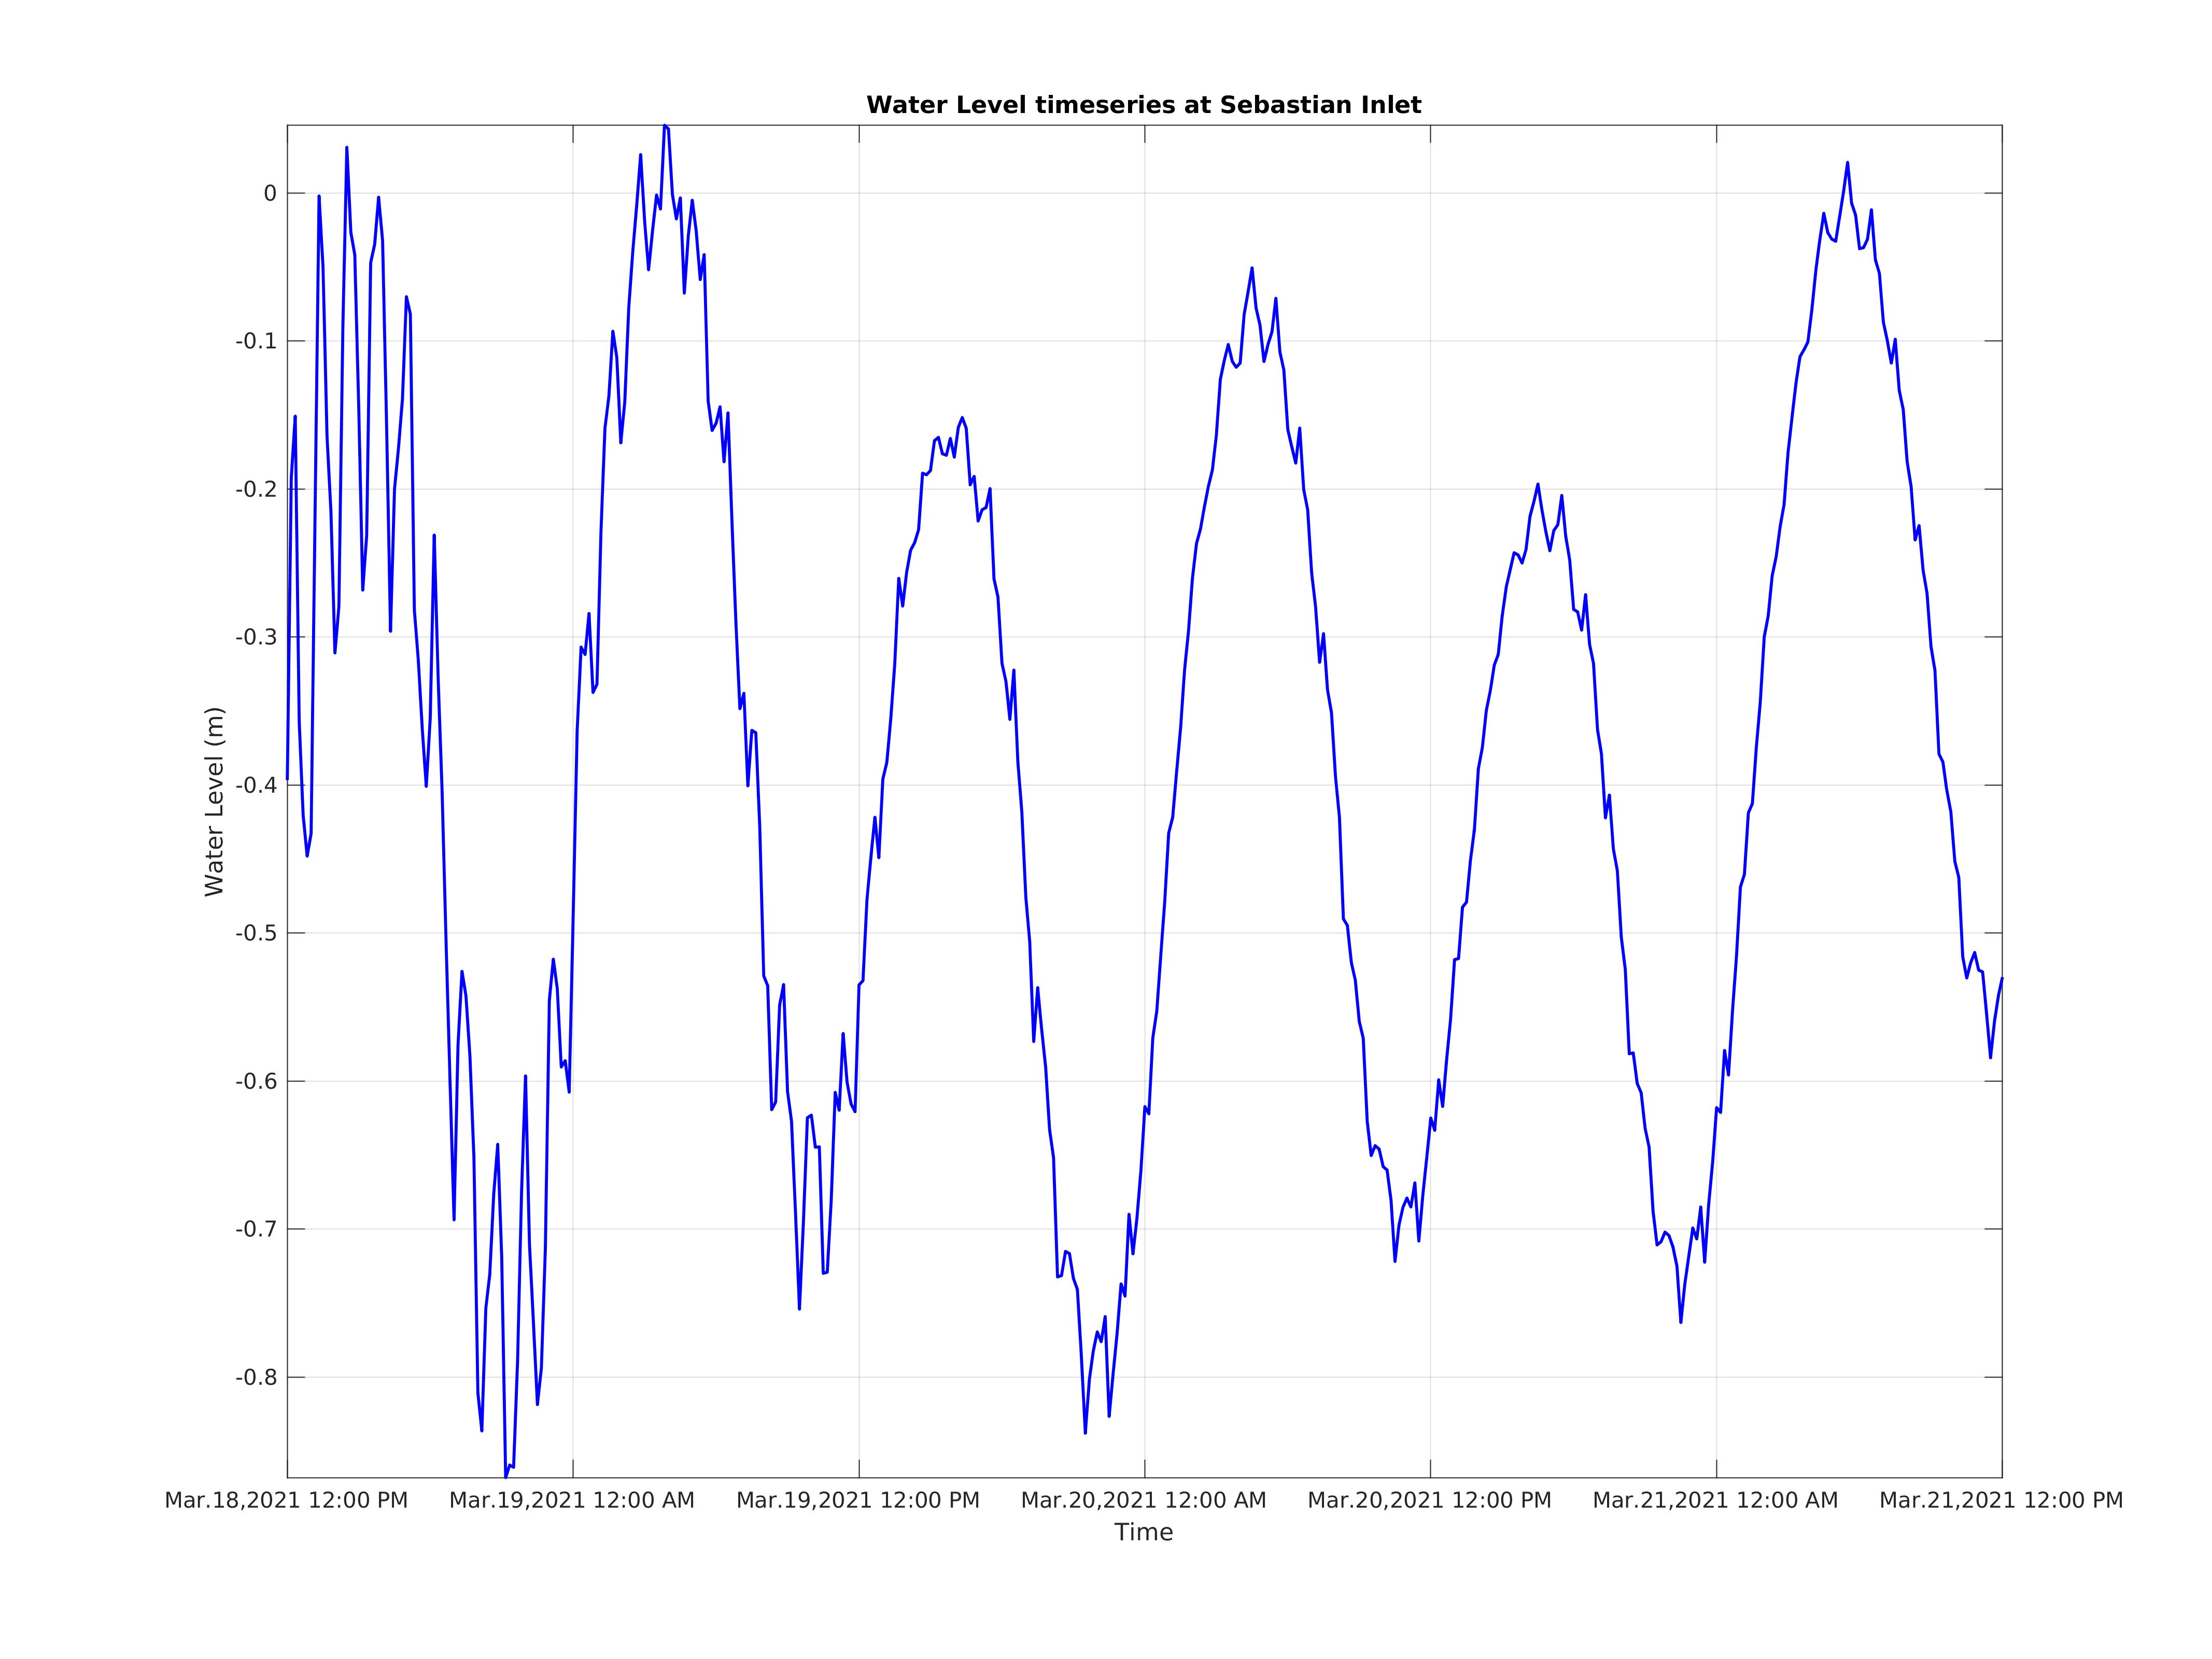 Water Level timeseries at Sebastian Inlet
0
-0.1
-0.2
-0.3
-0.4
-0.5
-0.6
-0.7
-0.8
Water Level (m)
Mar.18,2021 12:00 PM Mar.19,2021 12:00 AM Mar.19,2021 12:00 PM Mar.20,2021 12:00 AM Mar.20,2021 12:00 PM Mar.21,2021 12:00 AM Mar.21,2021 12:00 PM
Time